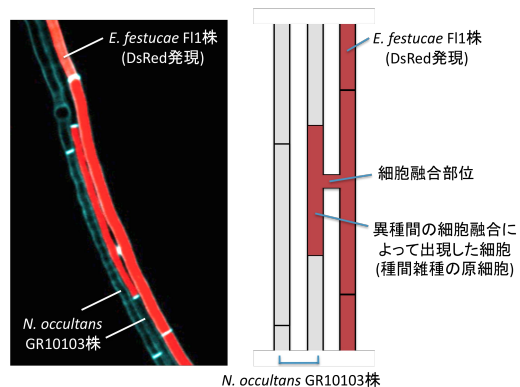 E. festucae Fl1株
(DsRed発現)
N. occultans
GR10103株
E. festucae Fl1株
(DsRed発現)
細胞融合部位
異種間の細胞融合に
よって出現した細胞
(種間雑種の原細胞)
N. occultans GR10103株